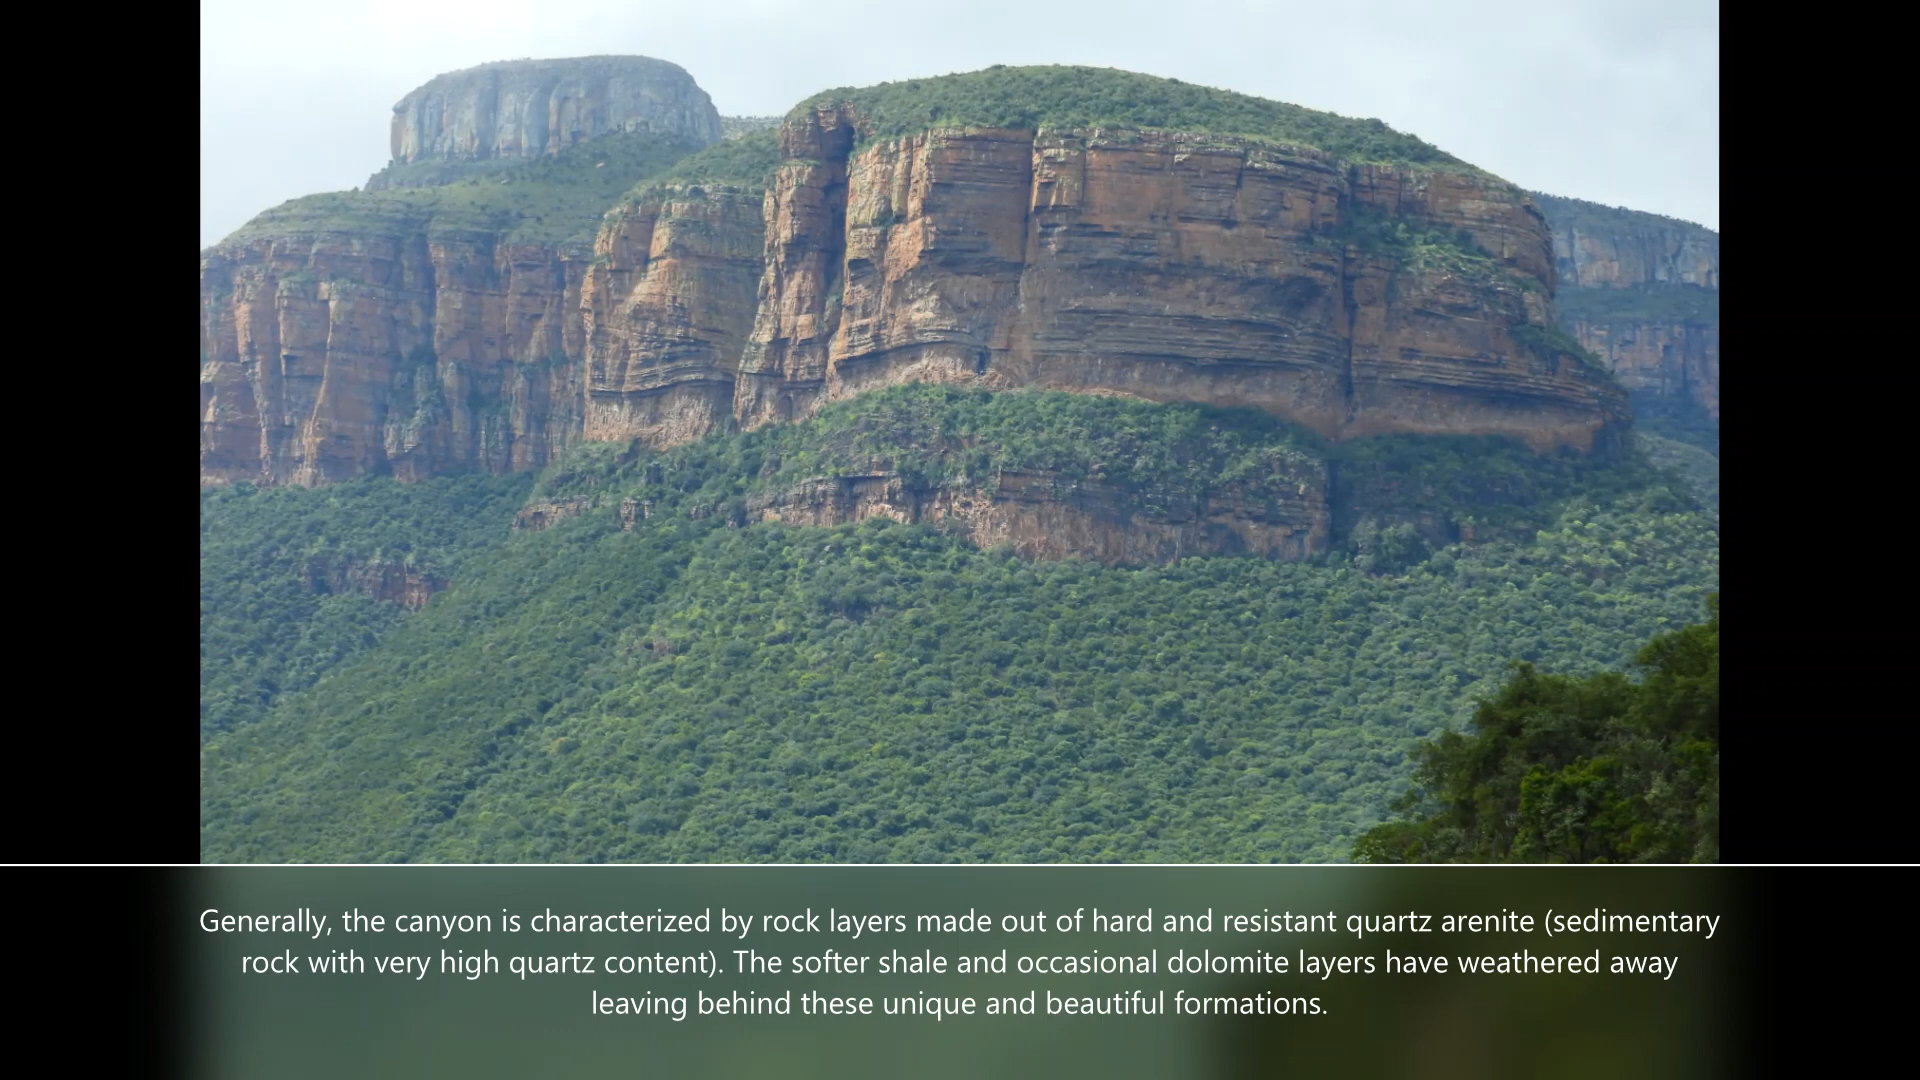 Generally, the canyon is characterized by rock layers made out of hard and resistant quartz arenite (sedimentary
rock with very high quartz content). The softer shale and occasional dolomite layers have weathered away
leaving behind these unique and beautiful formations.